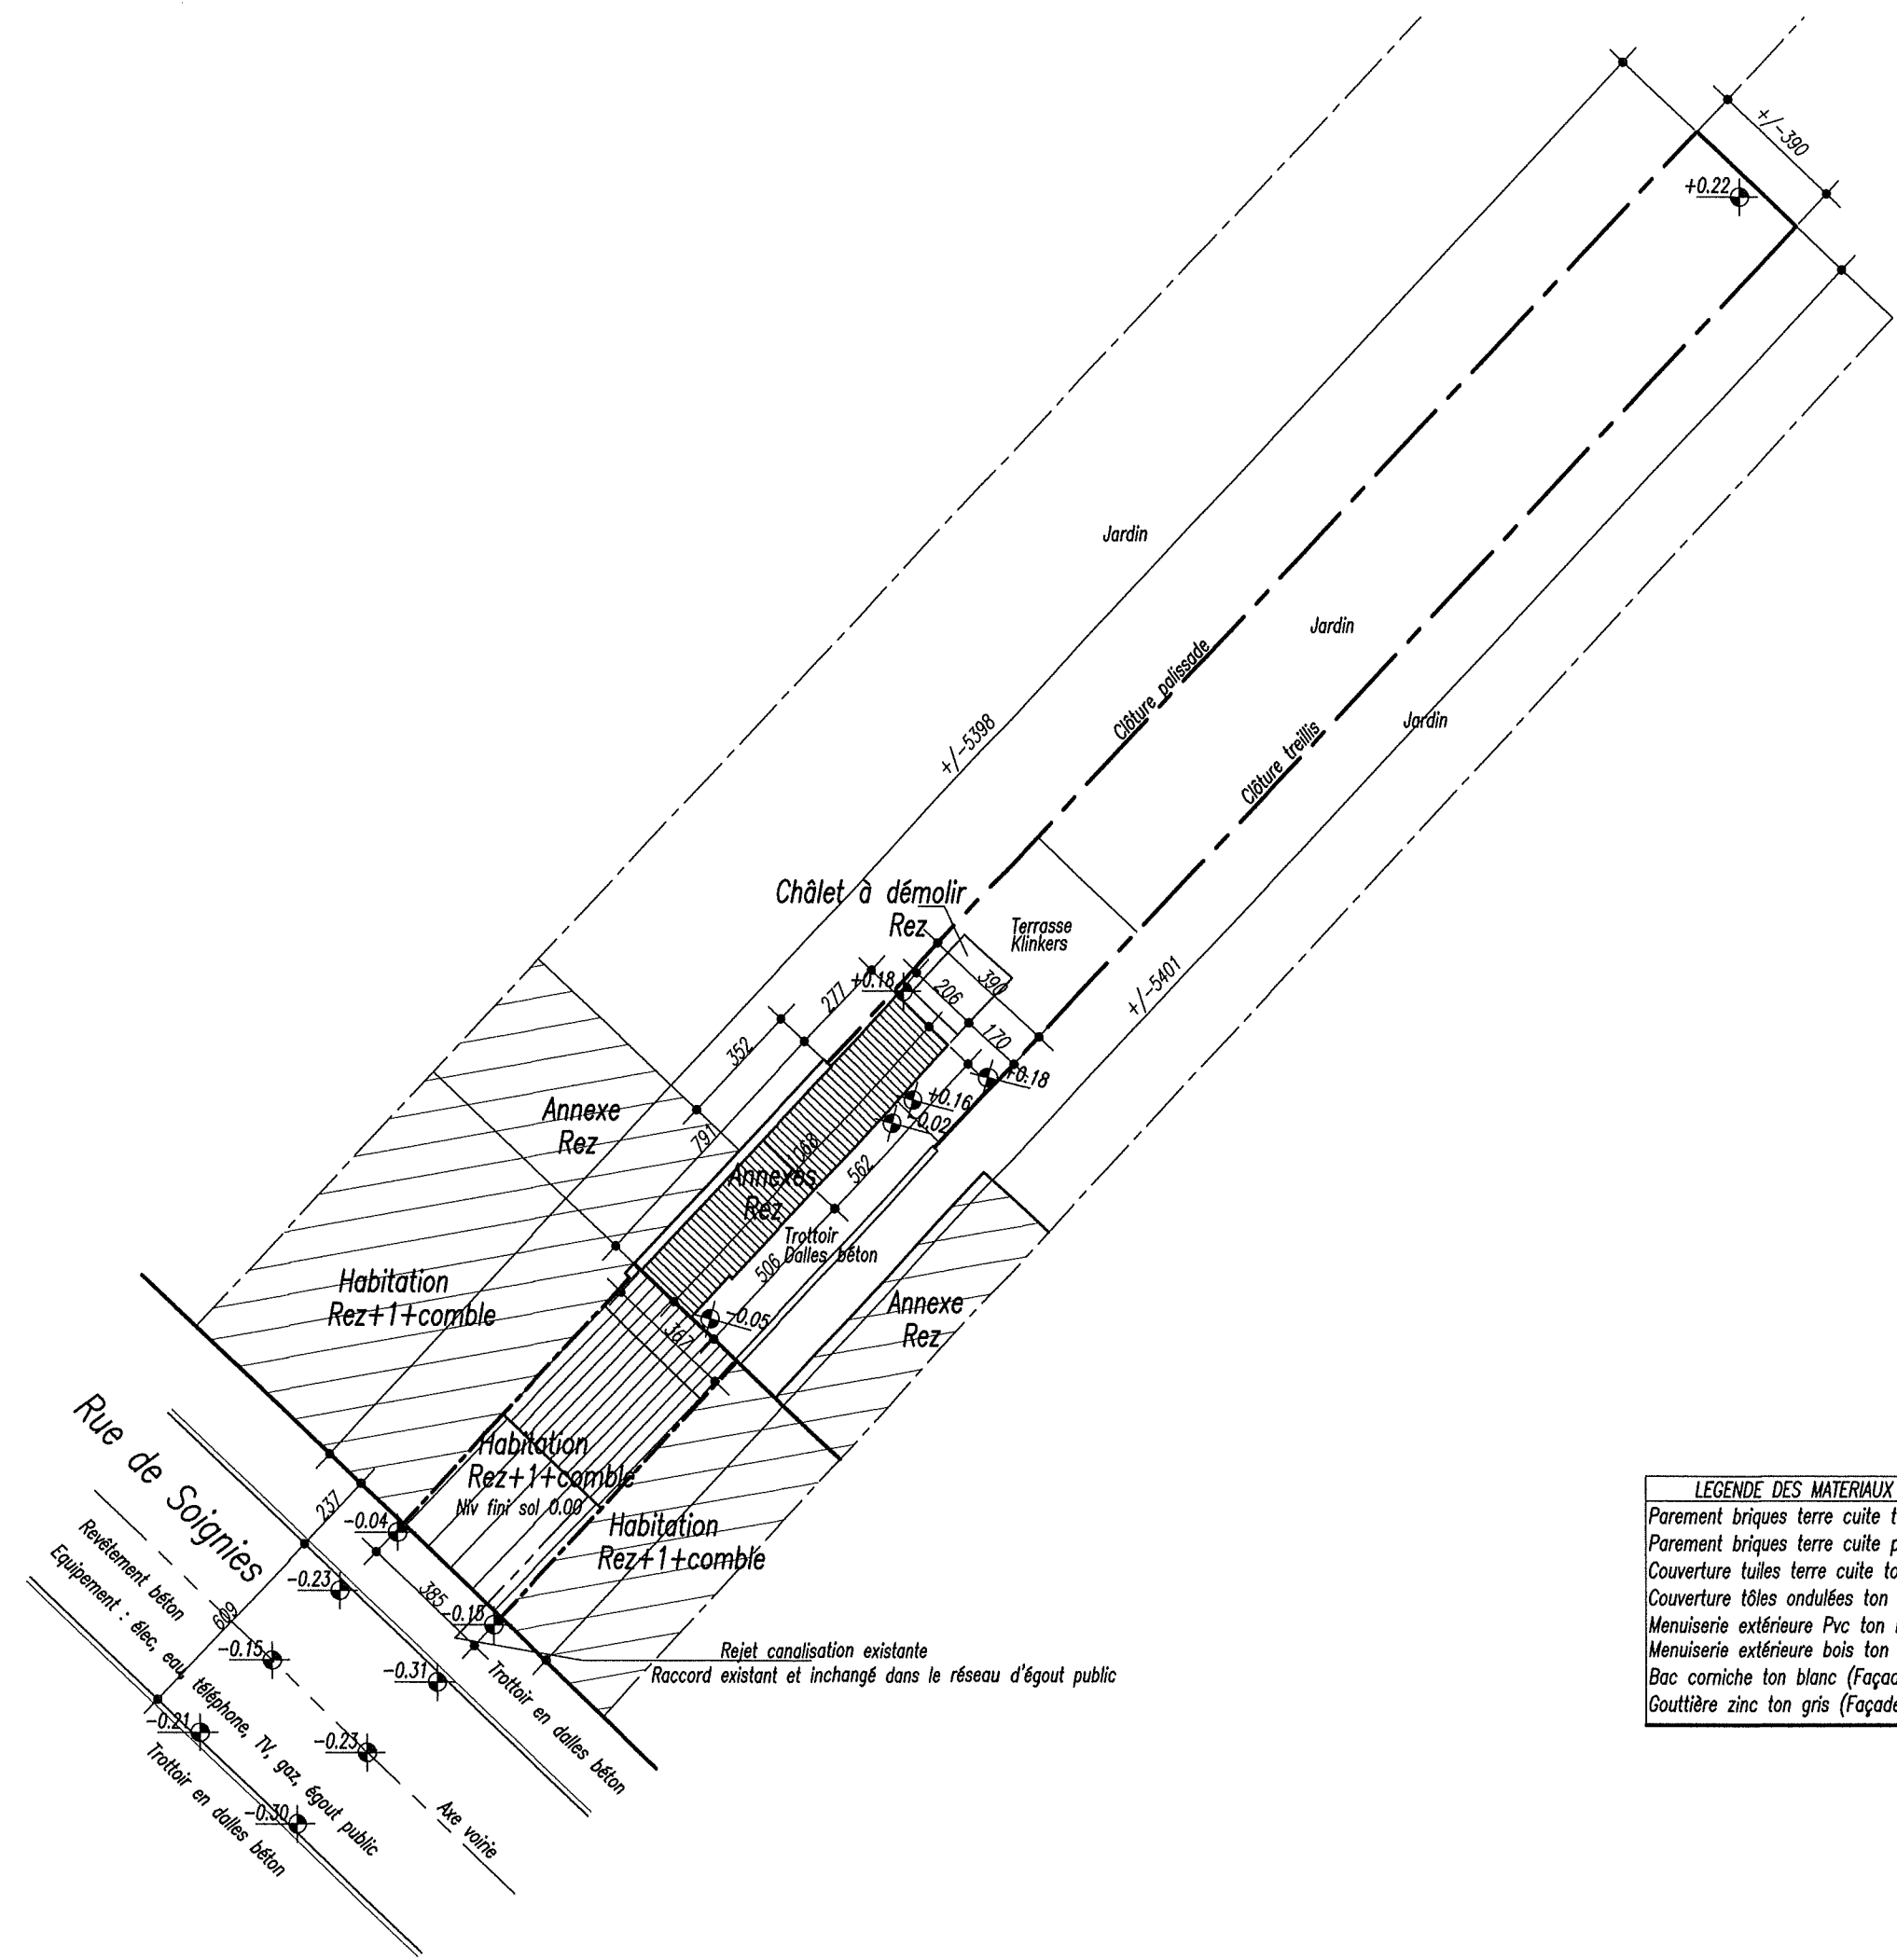 +/-390
+0.22
Jardin
Jardin
Jardin
Clôture palissade
Clôture treillis
+/-5398
+/-5401
Châlet à démolir
Rez
Terrasse
Klinkers
+0.18
277
206
390
170
352
+0.18
+0.16
-0.02
791
1068
562
Annexe
Rez
Annexes
Rez
Trottoir
Dalles béton
506
-0.05
367
Annexe
Rez
Habitation
Rez+1+comble
Habitation
Rez+1+comble
Niv fini sol 0.00
Habitation
Rez+1+comble
Rue de Soignies
237
-0.04
-0.23
385
-0.15
609
Revêtement béton
Equipement : élec, eau, téléphone, TV, gaz, égout public
-0.15
-0.31
-0.21
-0.23
-0.30
Trottoir en dalles béton
Trottoir en dalles béton
Axe voirie
Rejet canalisation existante
Raccord existant et inchangé dans le réseau d'égout public
LEGENDE DES MATERIAUX
Parement briques terre cuite t
Parement briques terre cuite p
Couverture tuiles terre cuite to
Couverture tôles ondulées ton
Menuiserie extérieure Pvc ton
Menuiserie extérieure bois ton
Bac corniche ton blanc (Façad
Gouttière zinc ton gris (Façade